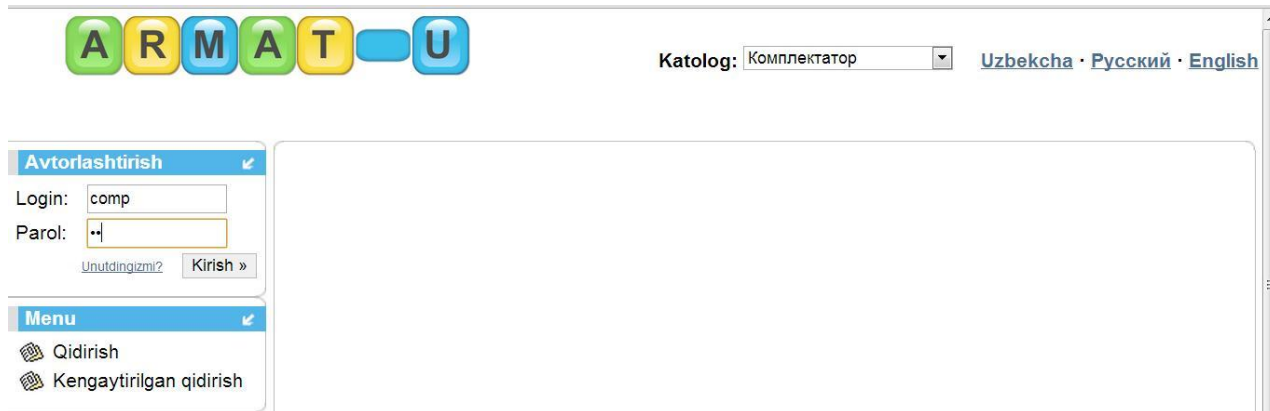 ARMAT-U
Katolog: Комплектатор
Uzbekcha · Русский · English
Avtorlashtirish
Login: comp
Parol: ••
Unutdingizmi? Kirish »
Menu
Qidirish
Kengaytirilgan qidirish